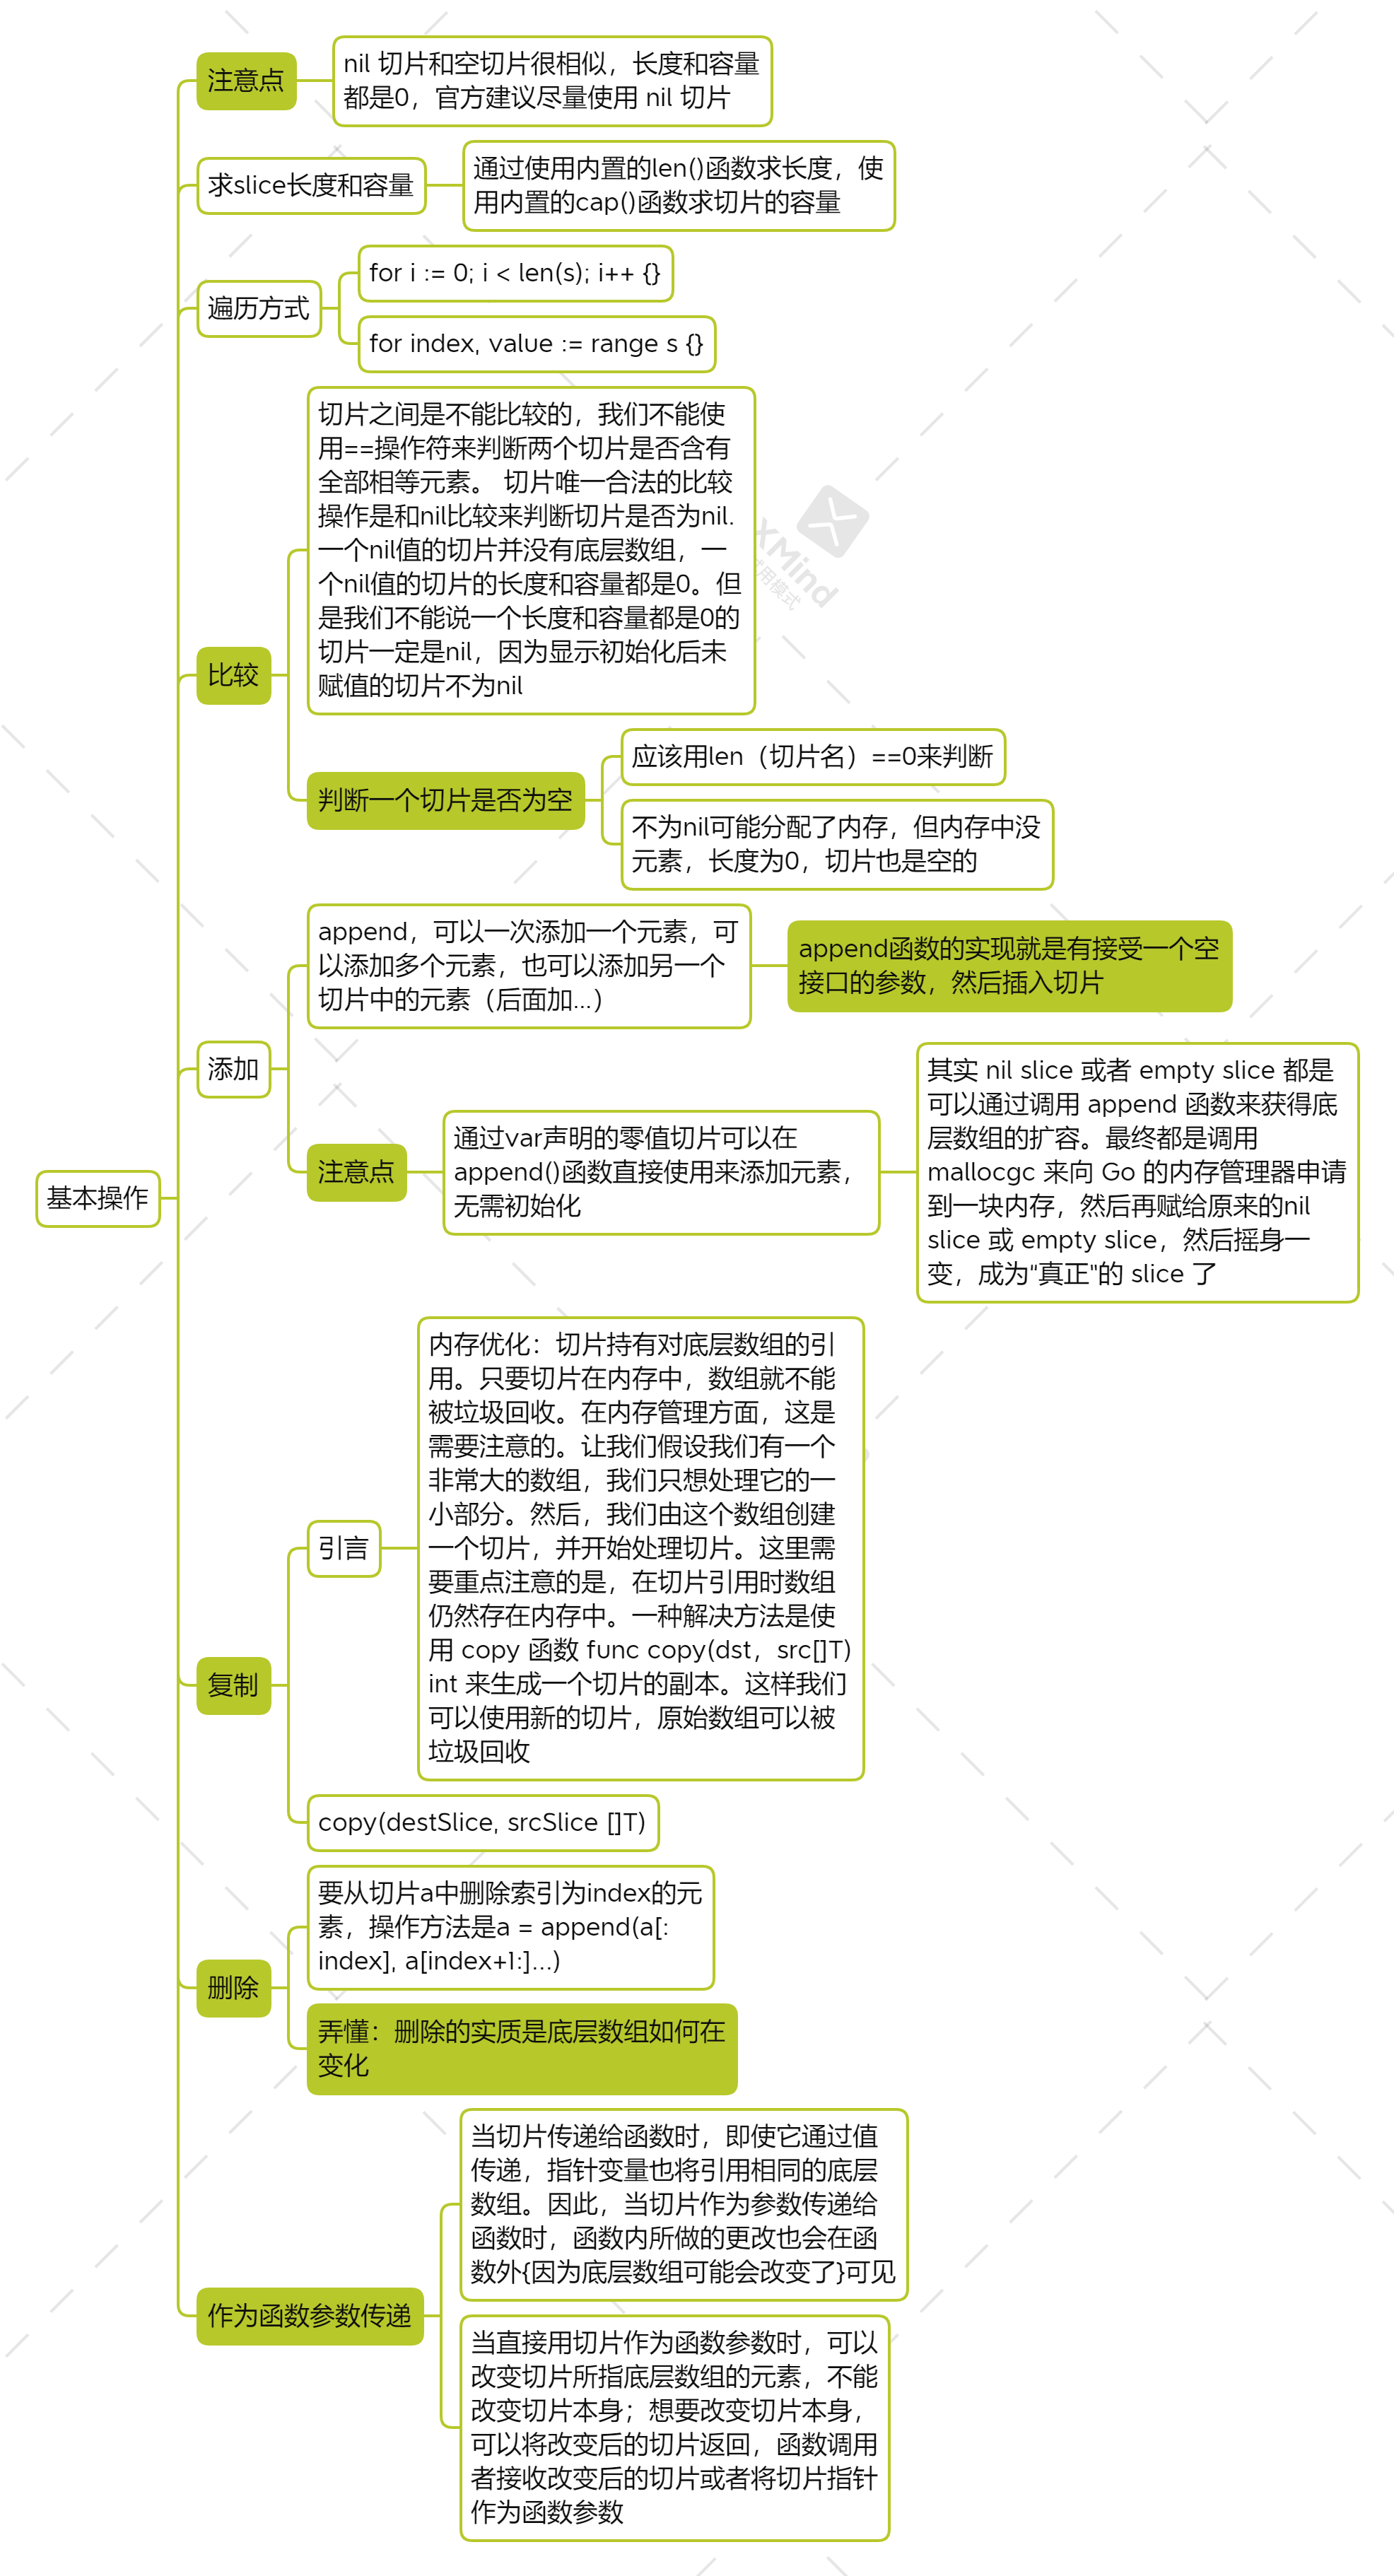 注意点
nil 切片和空切片很相似，长度和容量
都是0，官方建议尽量使用 nil 切片
求slice长度和容量
通过使用内置的len()函数求长度，使
用内置的cap()函数求切片的容量
遍历方式
for i := 0; i < len(s); i++ {}
for index, value := range s {}
比较
切片之间是不能比较的，我们不能使
用==操作符来判断两个切片是否含有
全部相等元素。 切片唯一合法的比较
操作是和nil比较来判断切片是否为nil.
一个nil值的切片并没有底层数组，一
个nil值的切片的长度和容量都是0。但
是我们不能说一个长度和容量都是0的
切片一定是nil，因为显示初始化后未
赋值的切片不为nil
判断一个切片是否为空
应该用len（切片名）==0来判断
不为nil可能分配了内存，但内存中没
元素，长度为0，切片也是空的
添加
append，可以一次添加一个元素，可
以添加多个元素，也可以添加另一个
切片中的元素（后面加...）
append函数的实现就是有接受一个空
接口的参数，然后插入切片
注意点
通过var声明的零值切片可以在
append()函数直接使用来添加元素，
无需初始化
其实 nil slice 或者 empty slice 都是
可以通过调用 append 函数来获得底
层数组的扩容。最终都是调用
mallocgc 来向 Go 的内存管理器申请
到一块内存，然后再赋给原来的nil
slice 或 empty slice，然后摇身一
变，成为"真正"的 slice 了
基本操作
复制
引言
内存优化：切片持有对底层数组的引
用。只要切片在内存中，数组就不能
被垃圾回收。在内存管理方面，这是
需要注意的。让我们假设我们有一个
非常大的数组，我们只想处理它的一
小部分。然后，我们由这个数组创建
一个切片，并开始处理切片。这里需
要重点注意的是，在切片引用时数组
仍然存在内存中。一种解决方法是使
用 copy 函数 func copy(dst，src[]T)
int 来生成一个切片的副本。这样我们
可以使用新的切片，原始数组可以被
垃圾回收
copy(destSlice, srcSlice []T)
删除
要从切片a中删除索引为index的元
素，操作方法是a = append(a[:
index], a[index+1:]...)
弄懂：删除的实质是底层数组如何在
变化
作为函数参数传递
当切片传递给函数时，即使它通过值
传递，指针变量也将引用相同的底层
数组。因此，当切片作为参数传递给
函数时，函数内所做的更改也会在函
数外{因为底层数组可能会改变了}可见
当直接用切片作为函数参数时，可以
改变切片所指底层数组的元素，不能
改变切片本身；想要改变切片本身，
可以将改变后的切片返回，函数调用
者接收改变后的切片或者将切片指针
作为函数参数
XMind
用模式